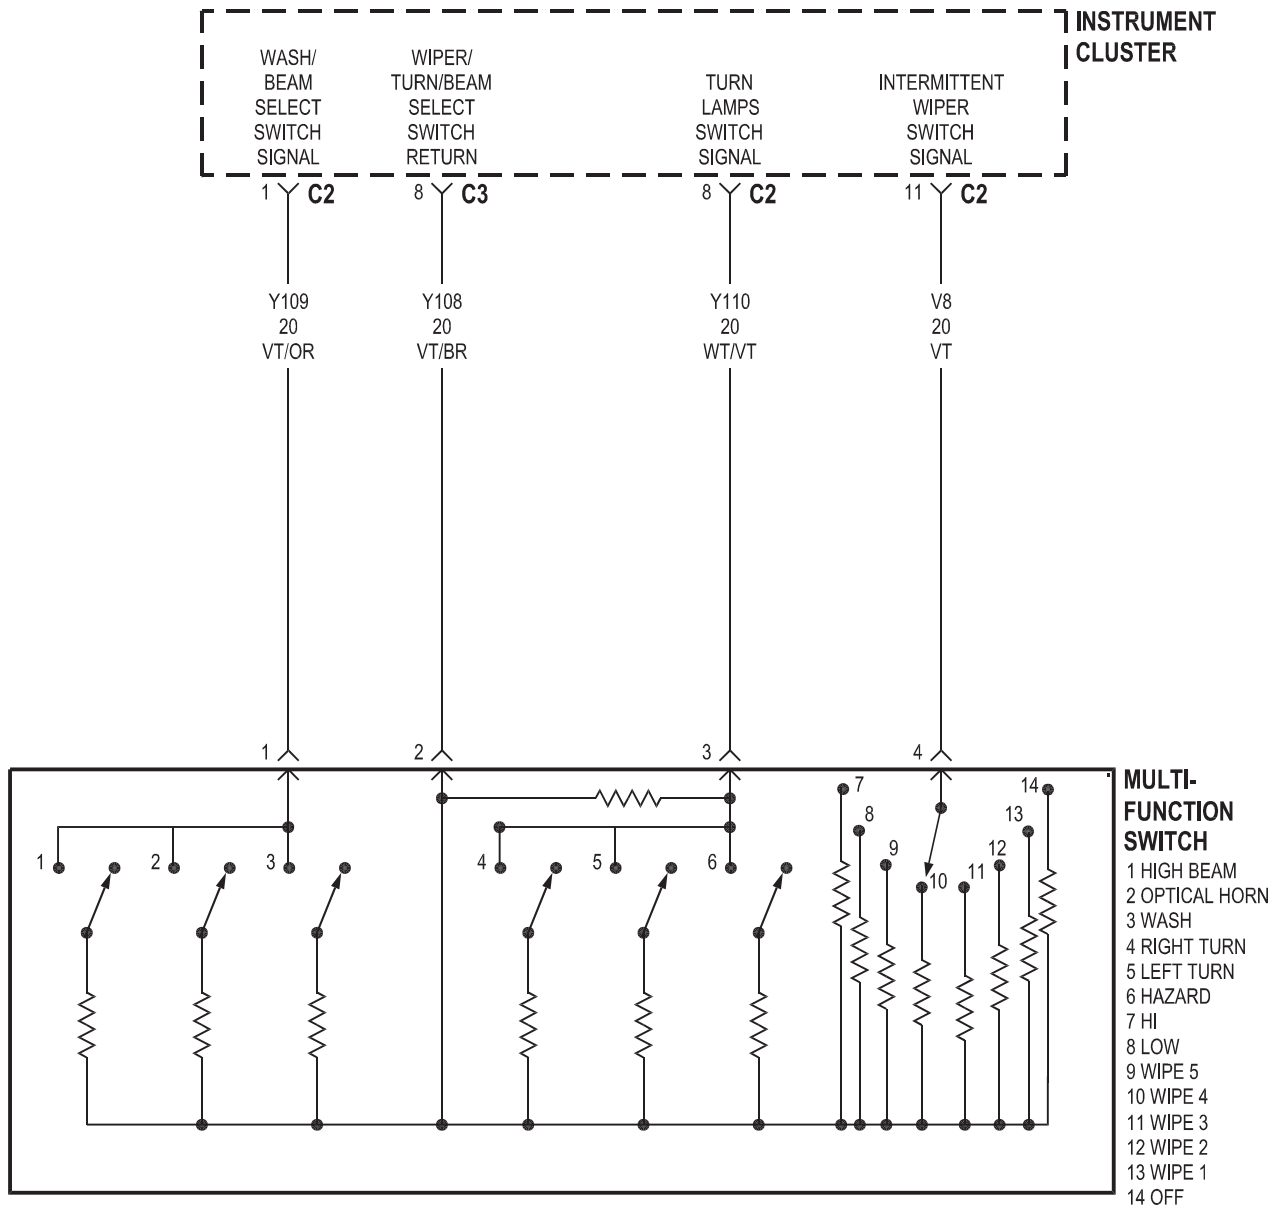 INSTRUMENT
CLUSTER
WASH/
BEAM
SELECT
SWITCH
SIGNAL
WIPER/
TURN/BEAM
SELECT
SWITCH
RETURN
TURN
LAMPS
SWITCH
SIGNAL
INTERMITTENT
WIPER
SWITCH
SIGNAL
1 C2
8 C3
8 C2
11 C2
Y109
20
VT/OR
Y108
20
VT/BR
Y110
20
WT/VT
V8
20
VT
1
2
3
4
1
2
3
4
5
6
7
8
9
10
11
12
13
14
MULTI-
FUNCTION
SWITCH
1 HIGH BEAM
2 OPTICAL HORN
3 WASH
4 RIGHT TURN
5 LEFT TURN
6 HAZARD
7 HI
8 LOW
9 WIPE 5
10 WIPE 4
11 WIPE 3
12 WIPE 2
13 WIPE 1
14 OFF